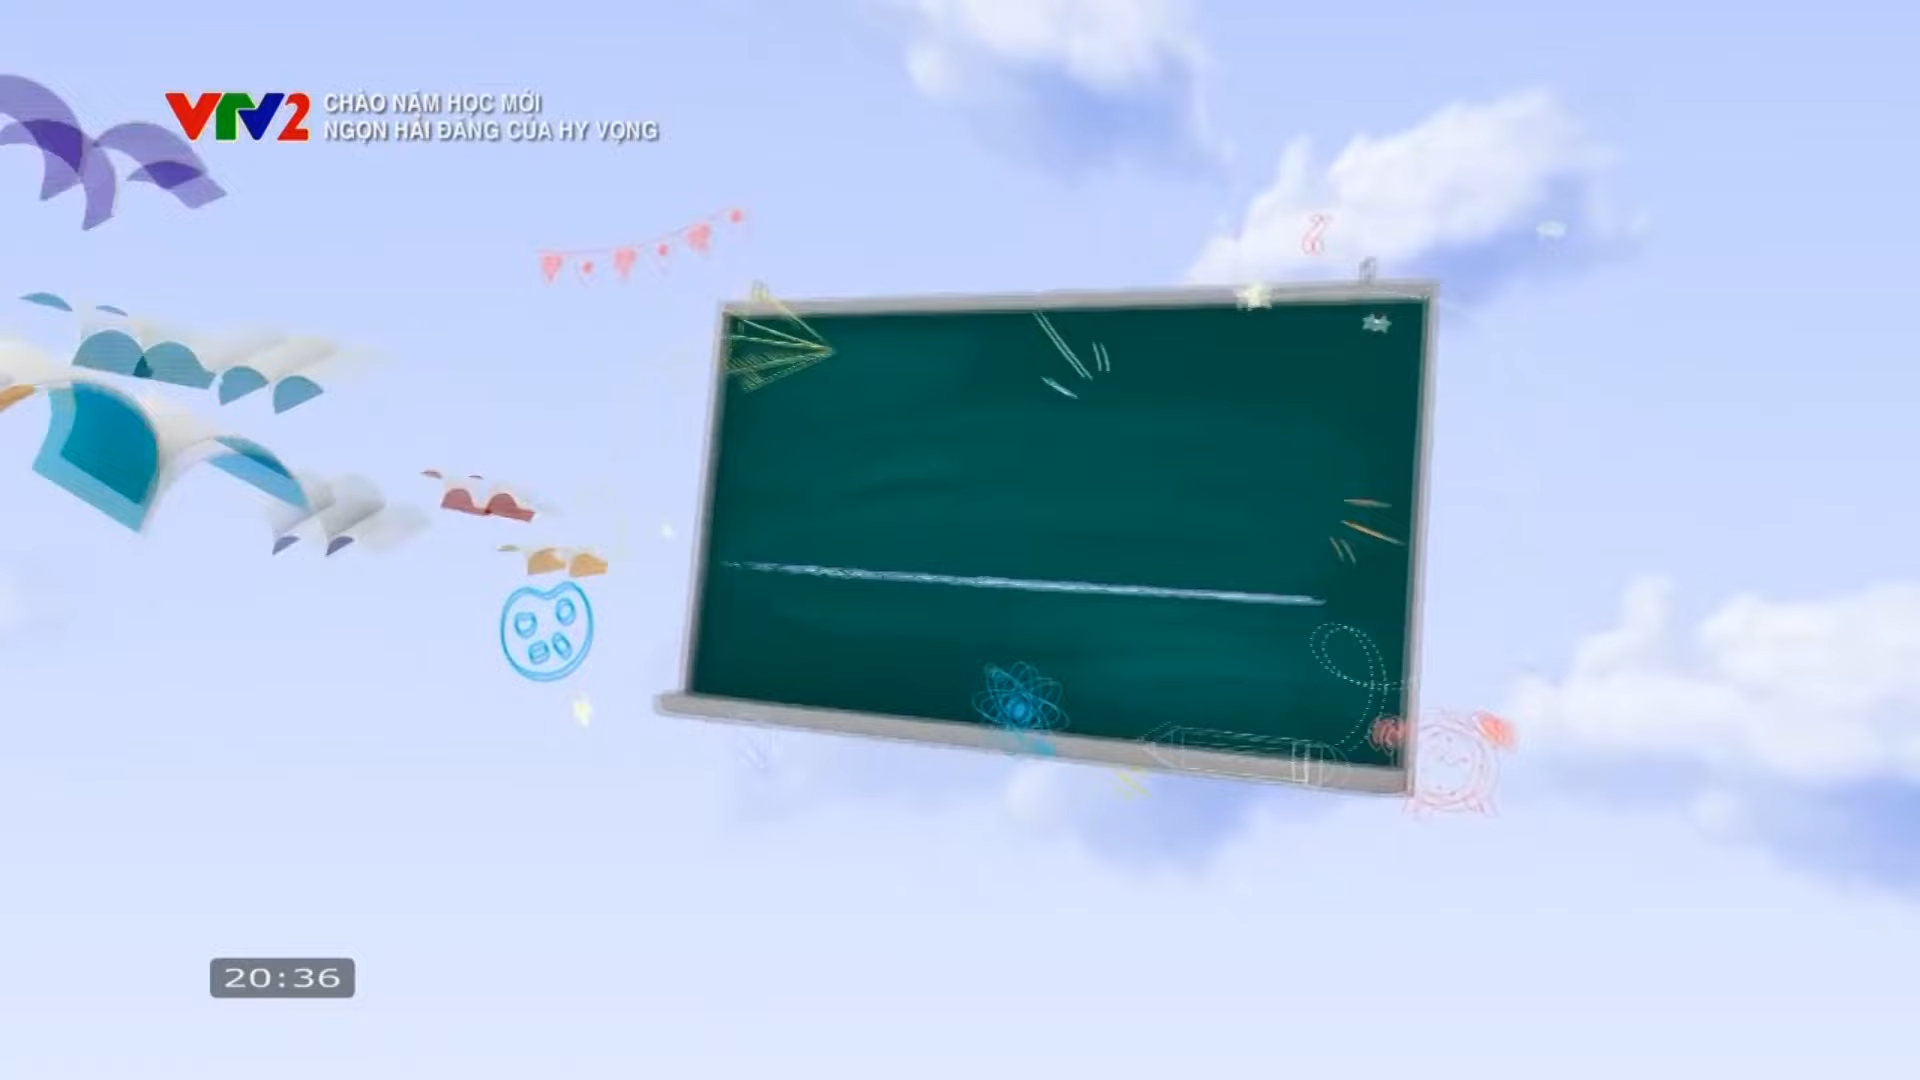 VTV2
CHÀO NĂM HỌC MỚI
NGỌN HẢI ĐĂNG CỦA HY VỌNG
20:36